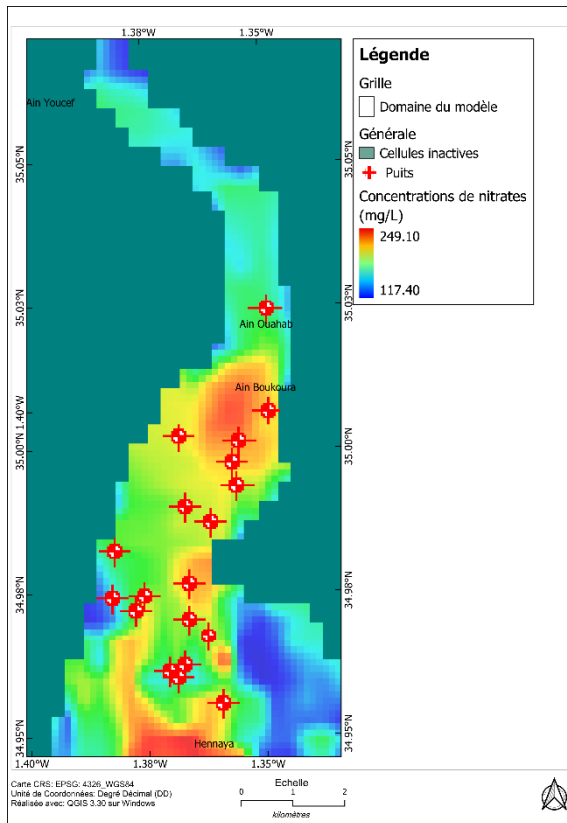 1.38°W 1.35°W
Légende
Grille
Domaine du modèle
Générale
Cellules inactives
Puits
Concentrations de nitrates
(mg/L)
249.10
117.40
Ain Youcef
35.05°N 35.05°N
35.03°N 35.03°N
Ain Ouahab
Ain Boukoura
1.40°W
35.00°N 35.00°N
34.98°N 34.98°N
34.95°N 34.95°N
Hennaya
1.40°W 1.38°W 1.35°W
Carte CRS: EPSG: 4326_WGS84
Unité de Coordonnées: Degré Décimal (DD)
Réalisée avec: QGIS 3.30 sur Windows
Echelle
0 1 2
kilomètres